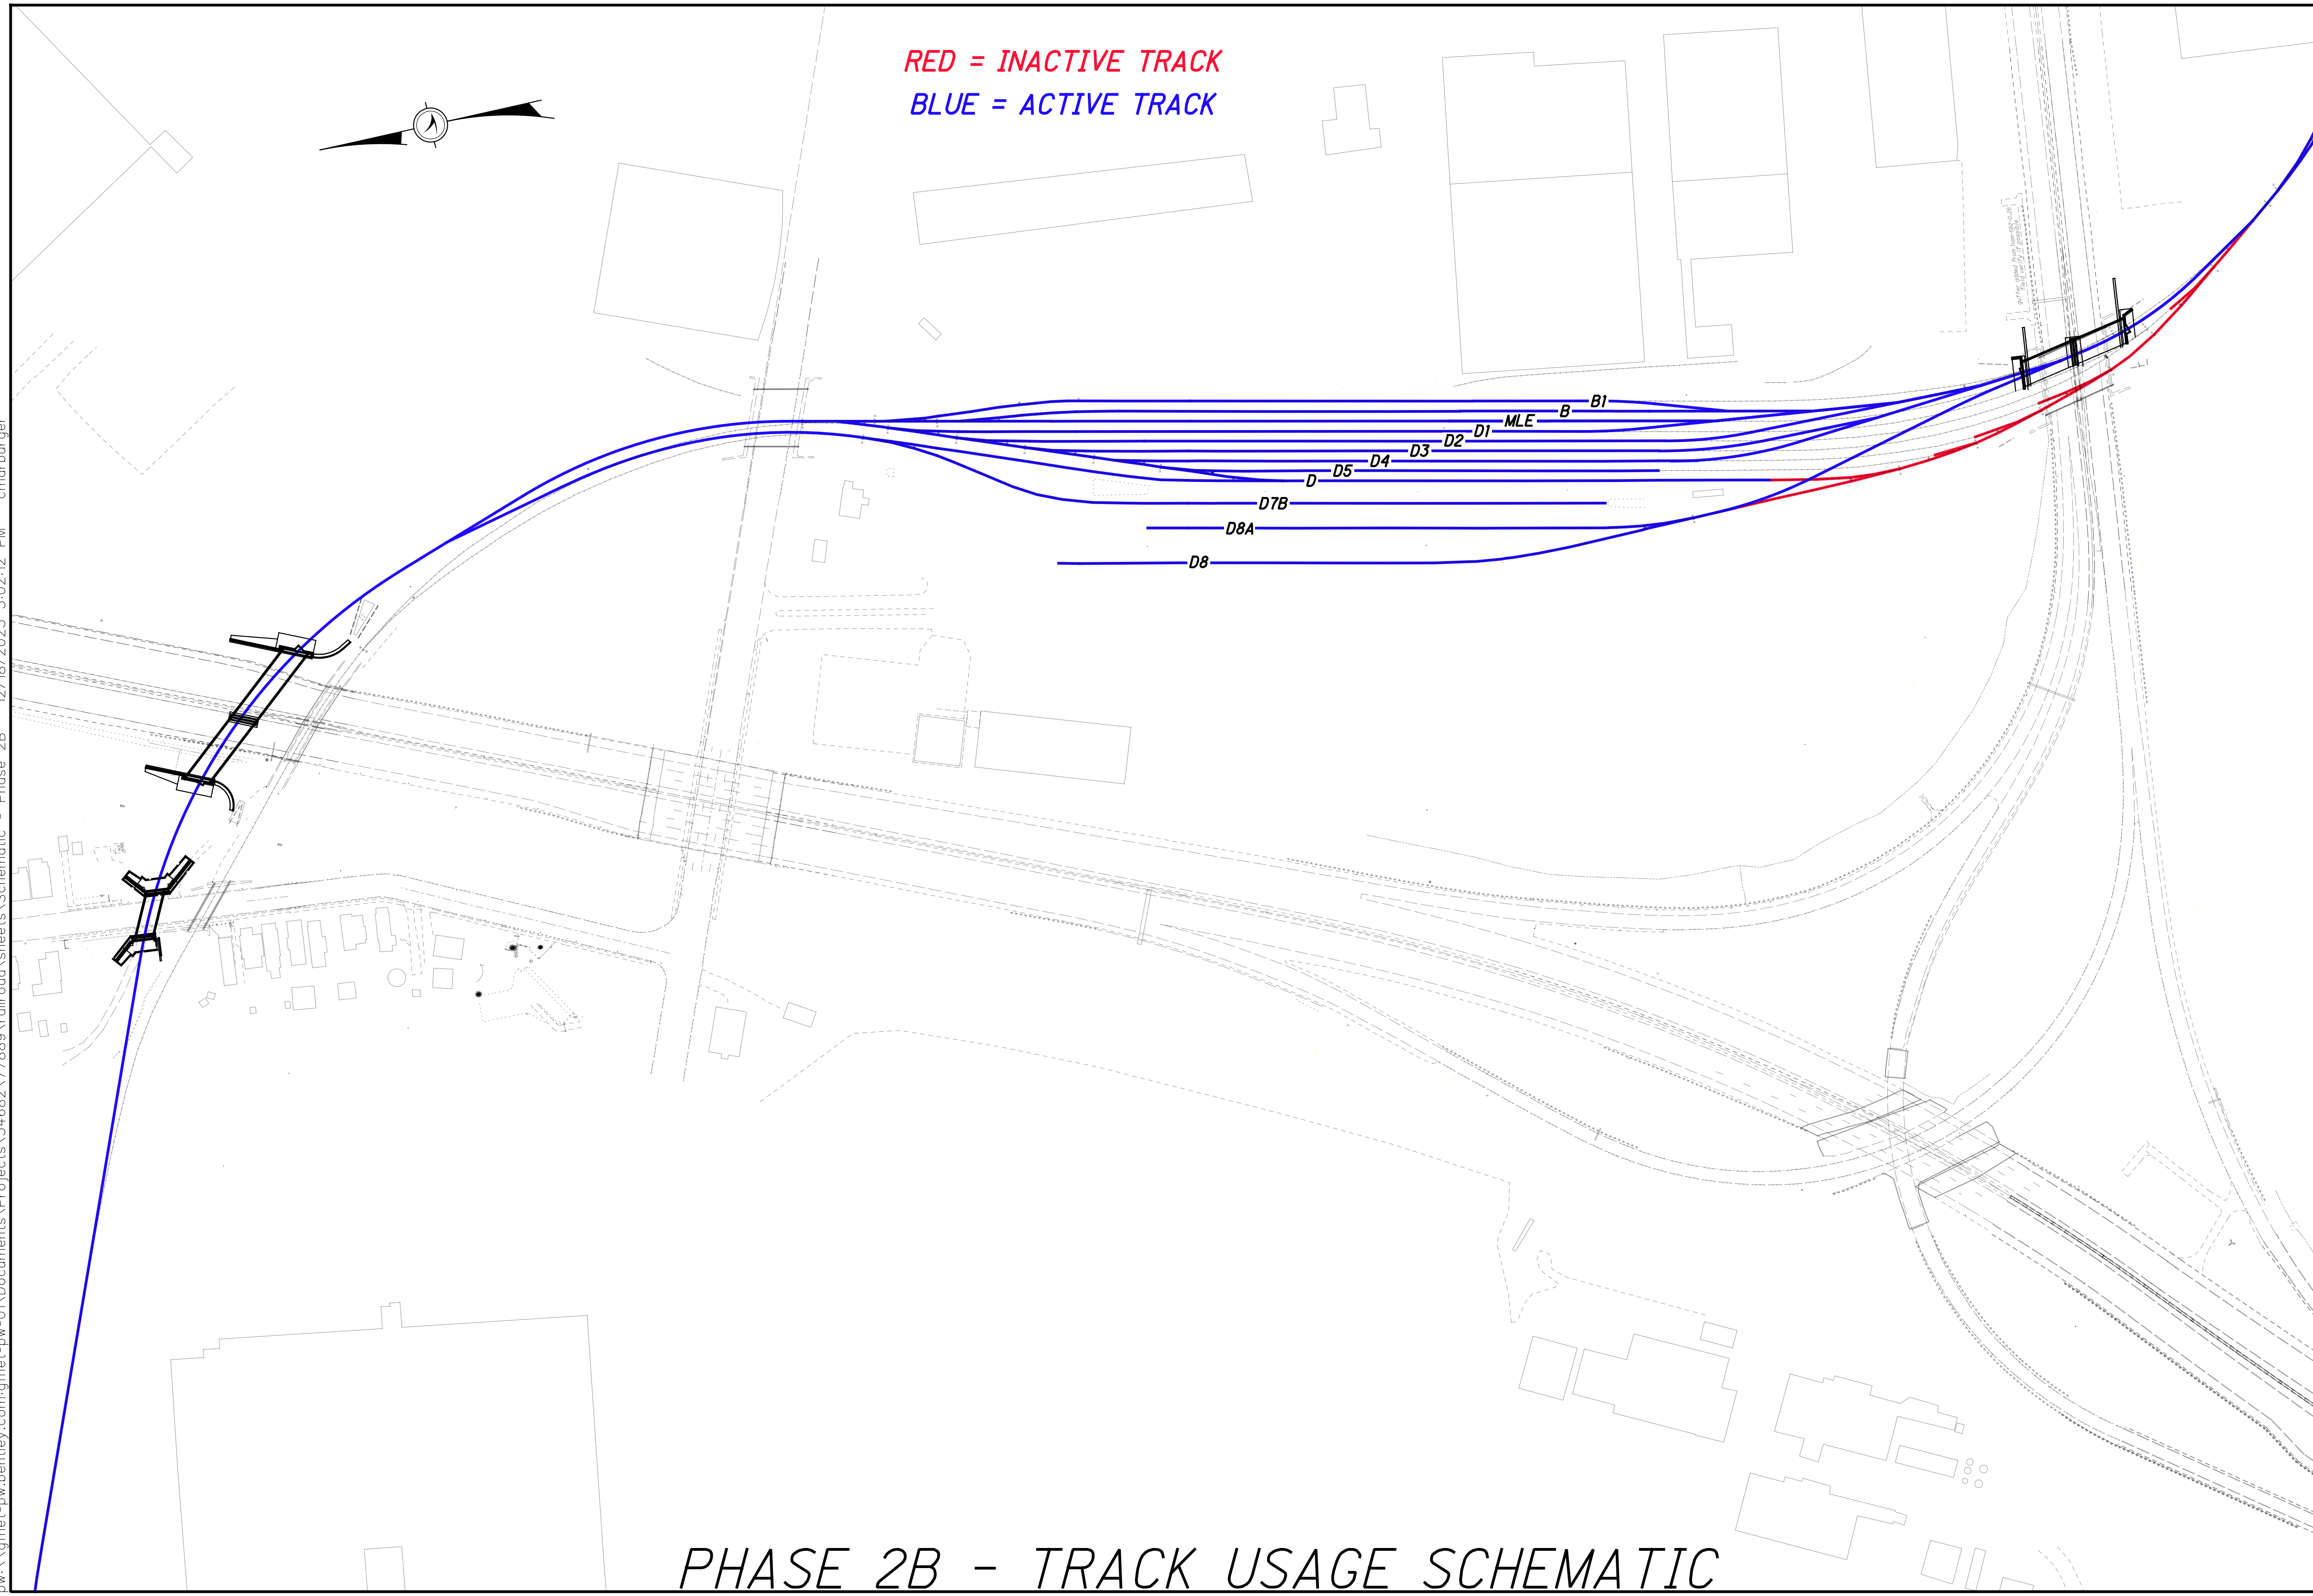 RED = INACTIVE TRACK
BLUE = ACTIVE TRACK
B1
B
MLE
D1
D2
D3
D4
D5
D
D7B
D8A
D8
PHASE 2B - TRACK USAGE SCHEMATIC